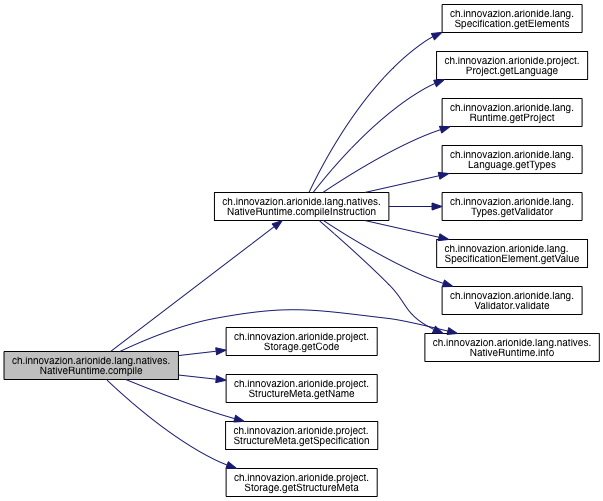 ch.innovazion.arionide.lang.
Specification.getElements
ch.innovazion.arionide.project.
Project.getLanguage
ch.innovazion.arionide.lang.
Runtime.getProject
ch.innovazion.arionide.lang.
Language.getTypes
ch.innovazion.arionide.lang.natives.
NativeRuntime.compileInstruction
ch.innovazion.arionide.lang.
Types.getValidator
ch.innovazion.arionide.lang.
SpecificationElement.getValue
ch.innovazion.arionide.lang.
Validator.validate
ch.innovazion.arionide.lang.natives.
NativeRuntime.info
ch.innovazion.arionide.project.
Storage.getCode
ch.innovazion.arionide.lang.natives.
NativeRuntime.compile
ch.innovazion.arionide.project.
StructureMeta.getName
ch.innovazion.arionide.project.
StructureMeta.getSpecification
ch.innovazion.arionide.project.
Storage.getStructureMeta